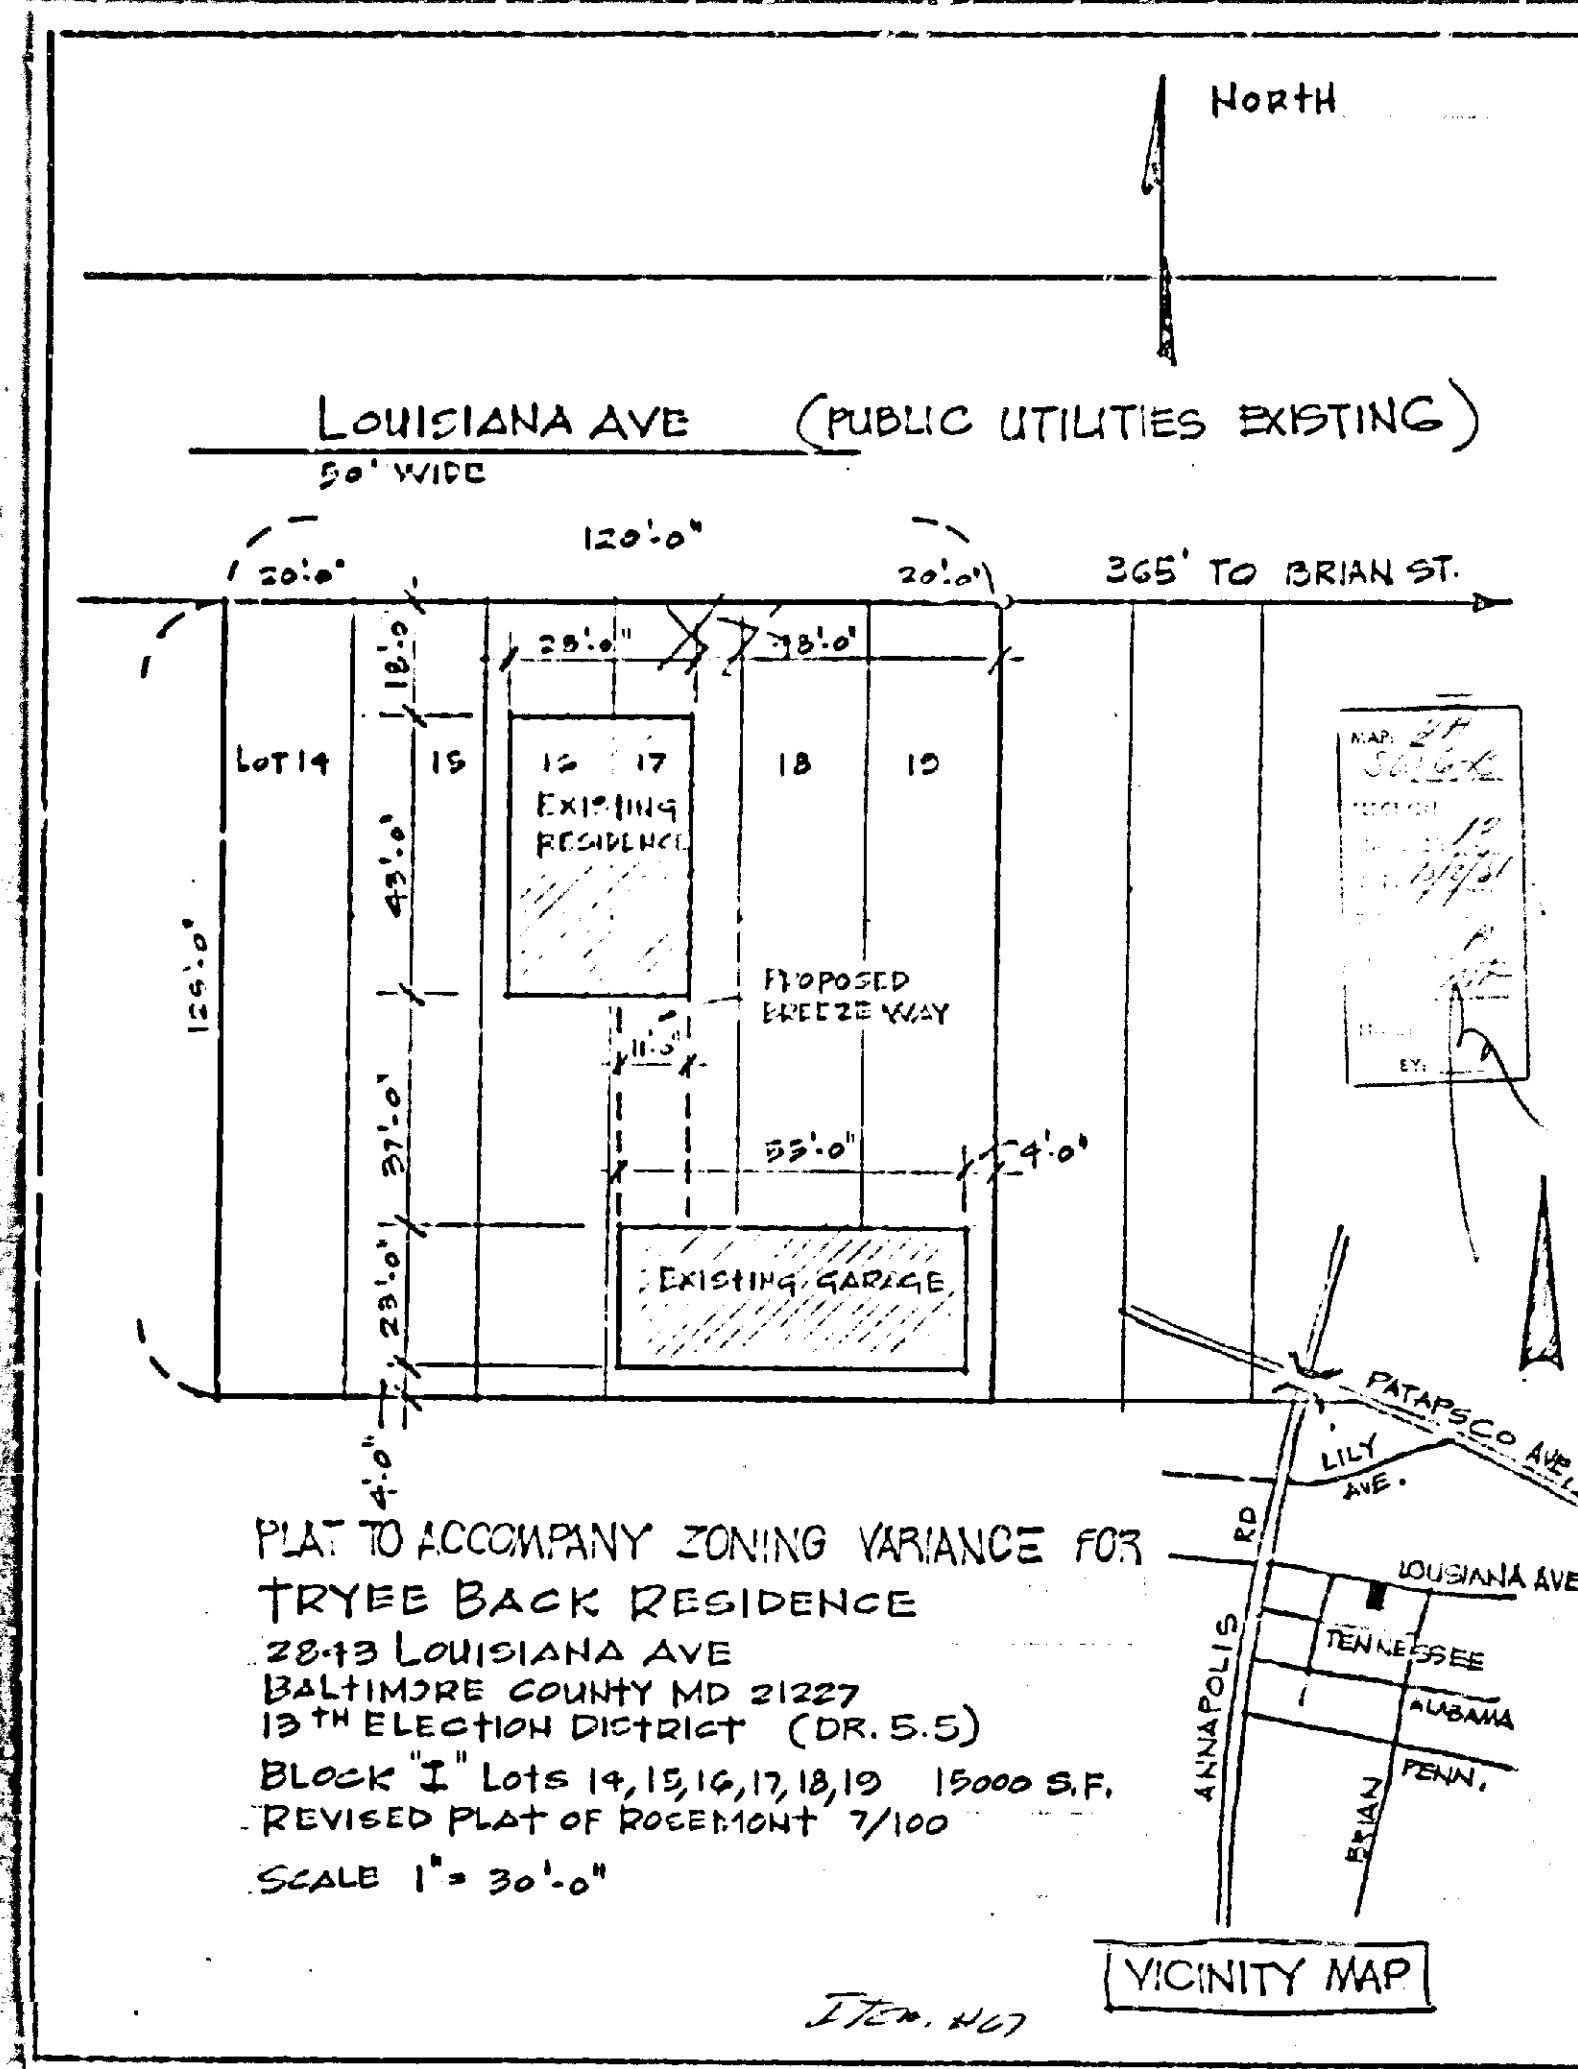 NORTH
LOUISIANA AVE (PUBLIC UTILITIES EXISTING)
50' WIDE
120'-0"
20'-0"
20'-0"
365' TO BRIAN ST.
18'-0
28'-0"
LOT 14
15
16
17
18
19
EXISTING
RESIDENCE
43'-0"
125'-0"
PROPOSED
BREEZE WAY
37'-0"
55'-0"
4'-0"
23'-0"
EXISTING GARAGE
4'-0"
MAP:
BY:
PLAT TO ACCOMPANY ZONING VARIANCE FOR
TRYEE BACK RESIDENCE
2843 LOUISIANA AVE
BALTIMORE COUNTY MD 21227
13TH ELECTION DISTRICT (DR. 5.5)
BLOCK "I" LOTS 14,15,16,17,18,19 15000 S.F.
REVISED PLAT OF ROSEMONT 7/100
SCALE 1" = 30'-0"
PATAPSCO AVE.
LILY
AVE.
ANNAPOLIS RD
LOUSIANA AVE
TENNESSEE
ALABAMA
PENN.
BRIAN
VICINITY MAP
ITEM. #67